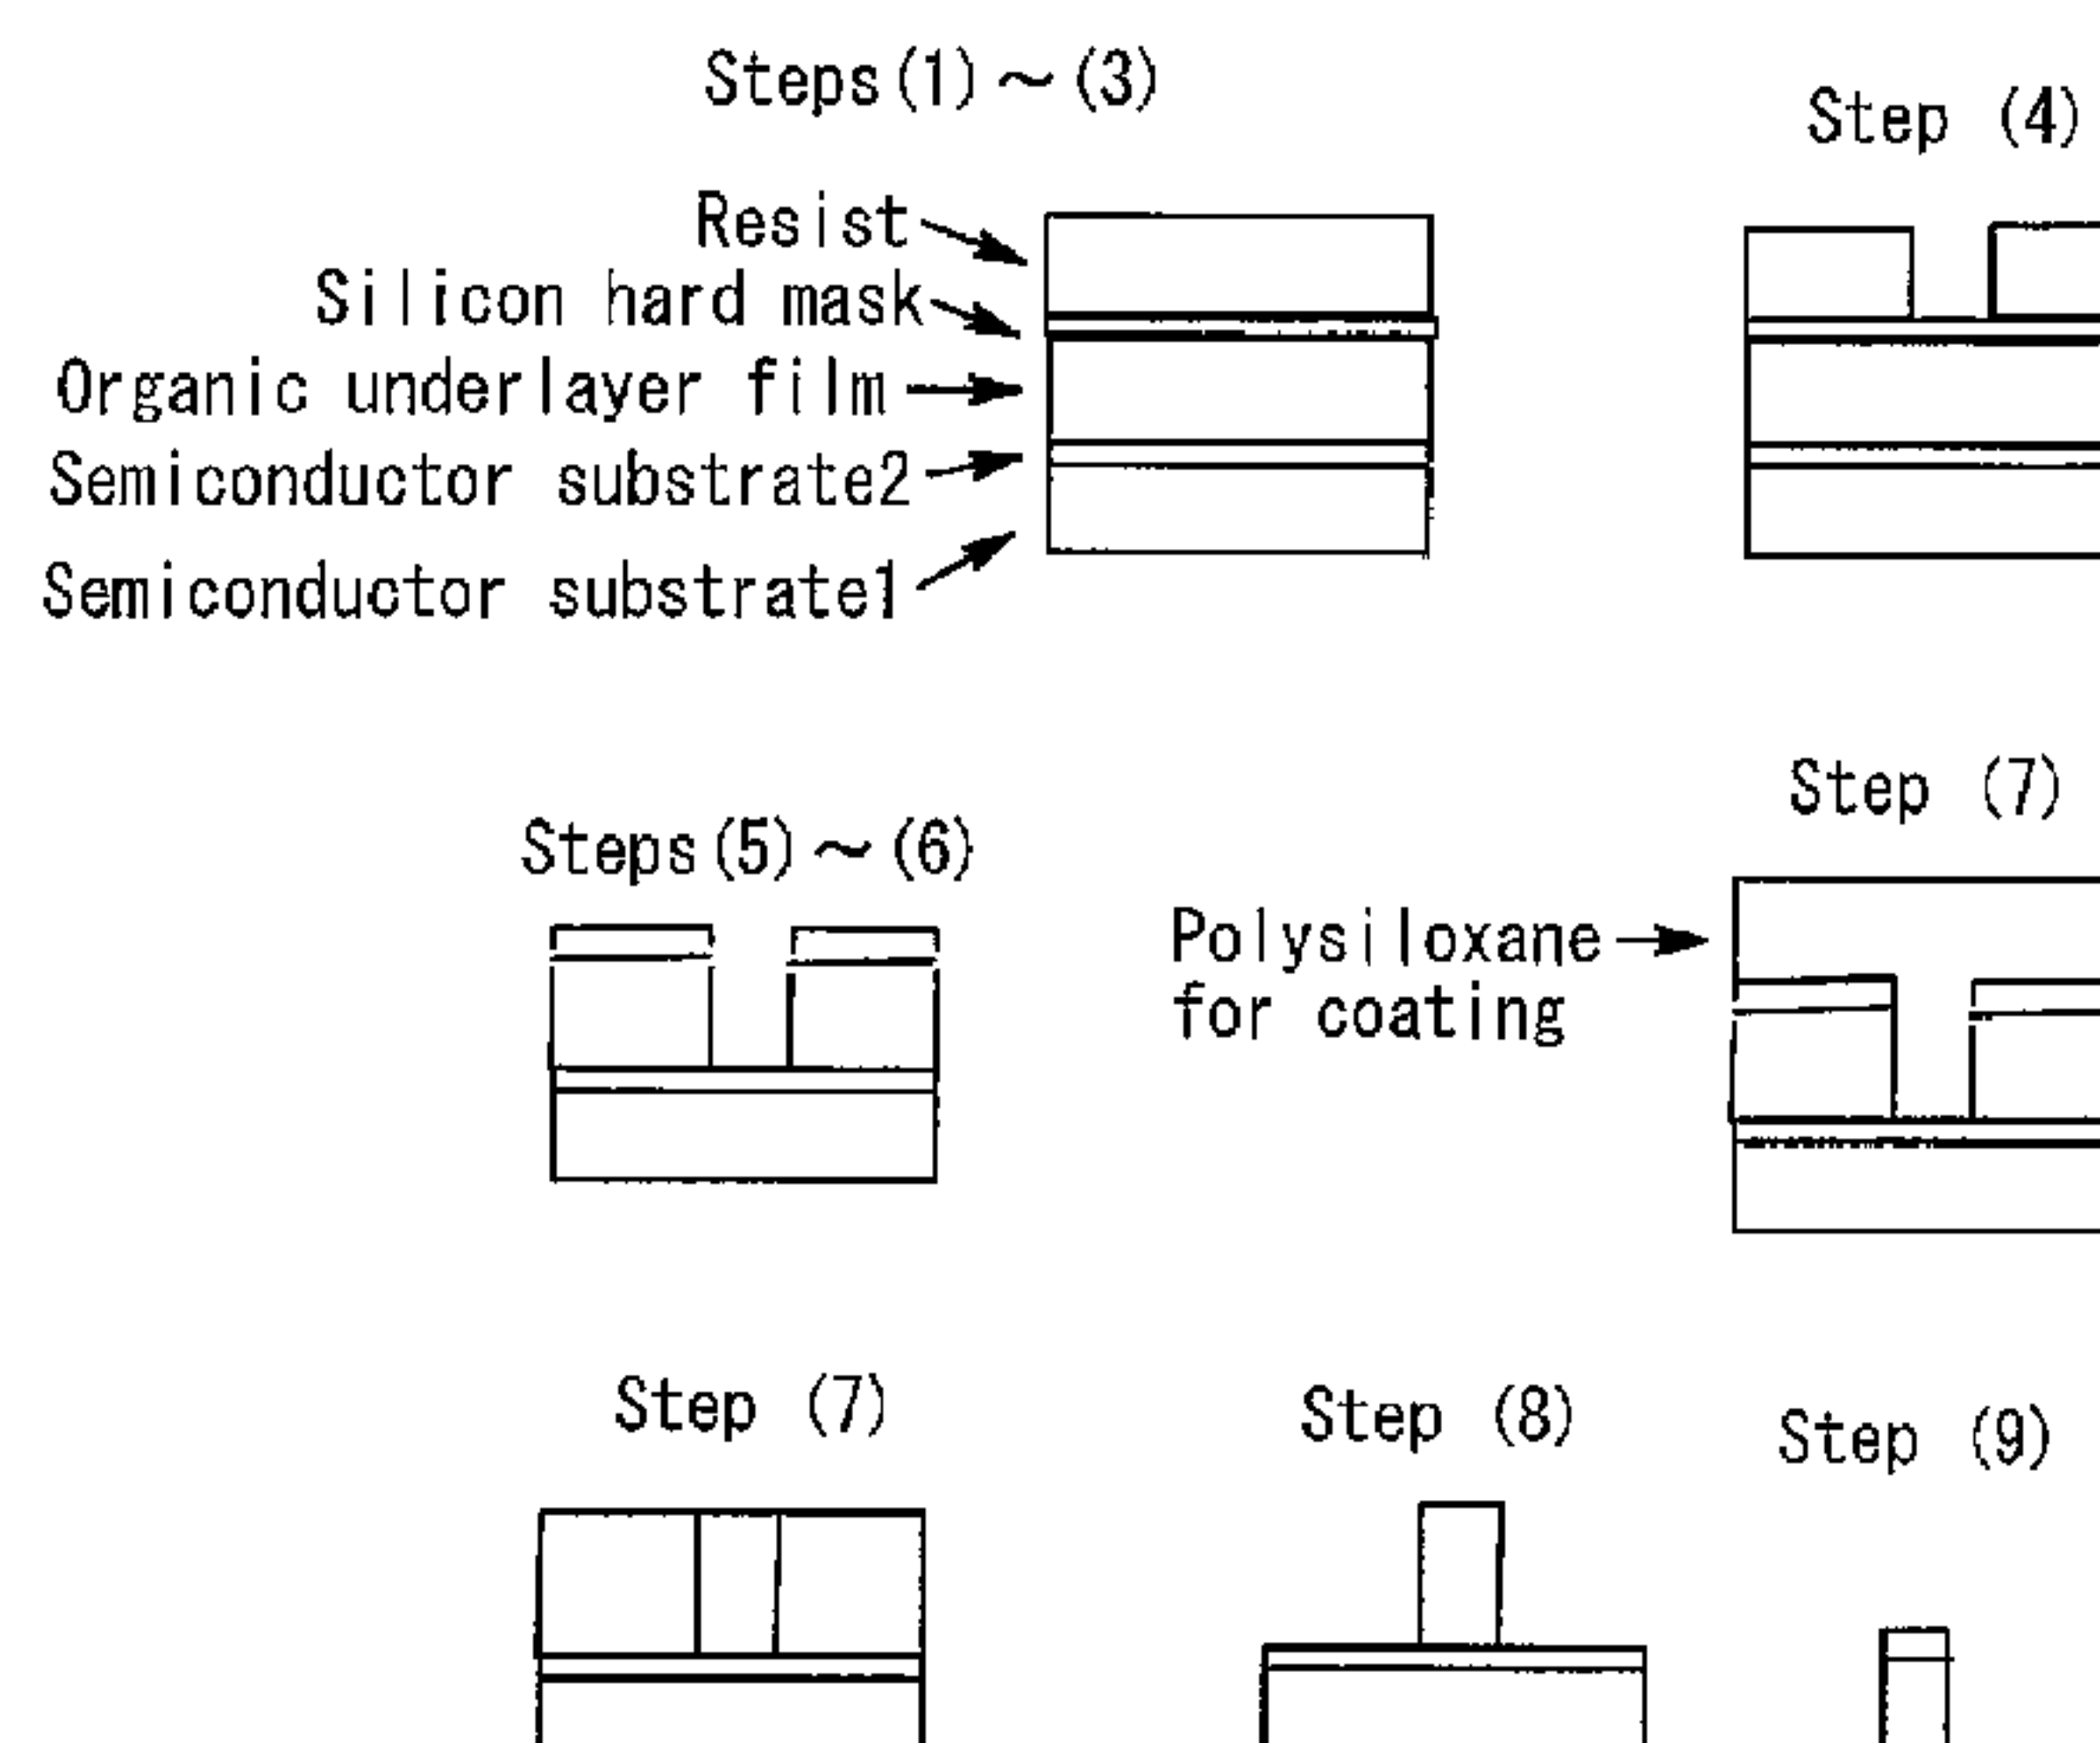 Steps(1)～(3)
Step (4)
Resist
Silicon hard mask
Organic underlayer film
Semiconductor substrate2
Semiconductor substrate1
Steps(5)～(6)
Step (7)
Polysiloxane
for coating
Step (7)
Step (8)
Step (9)